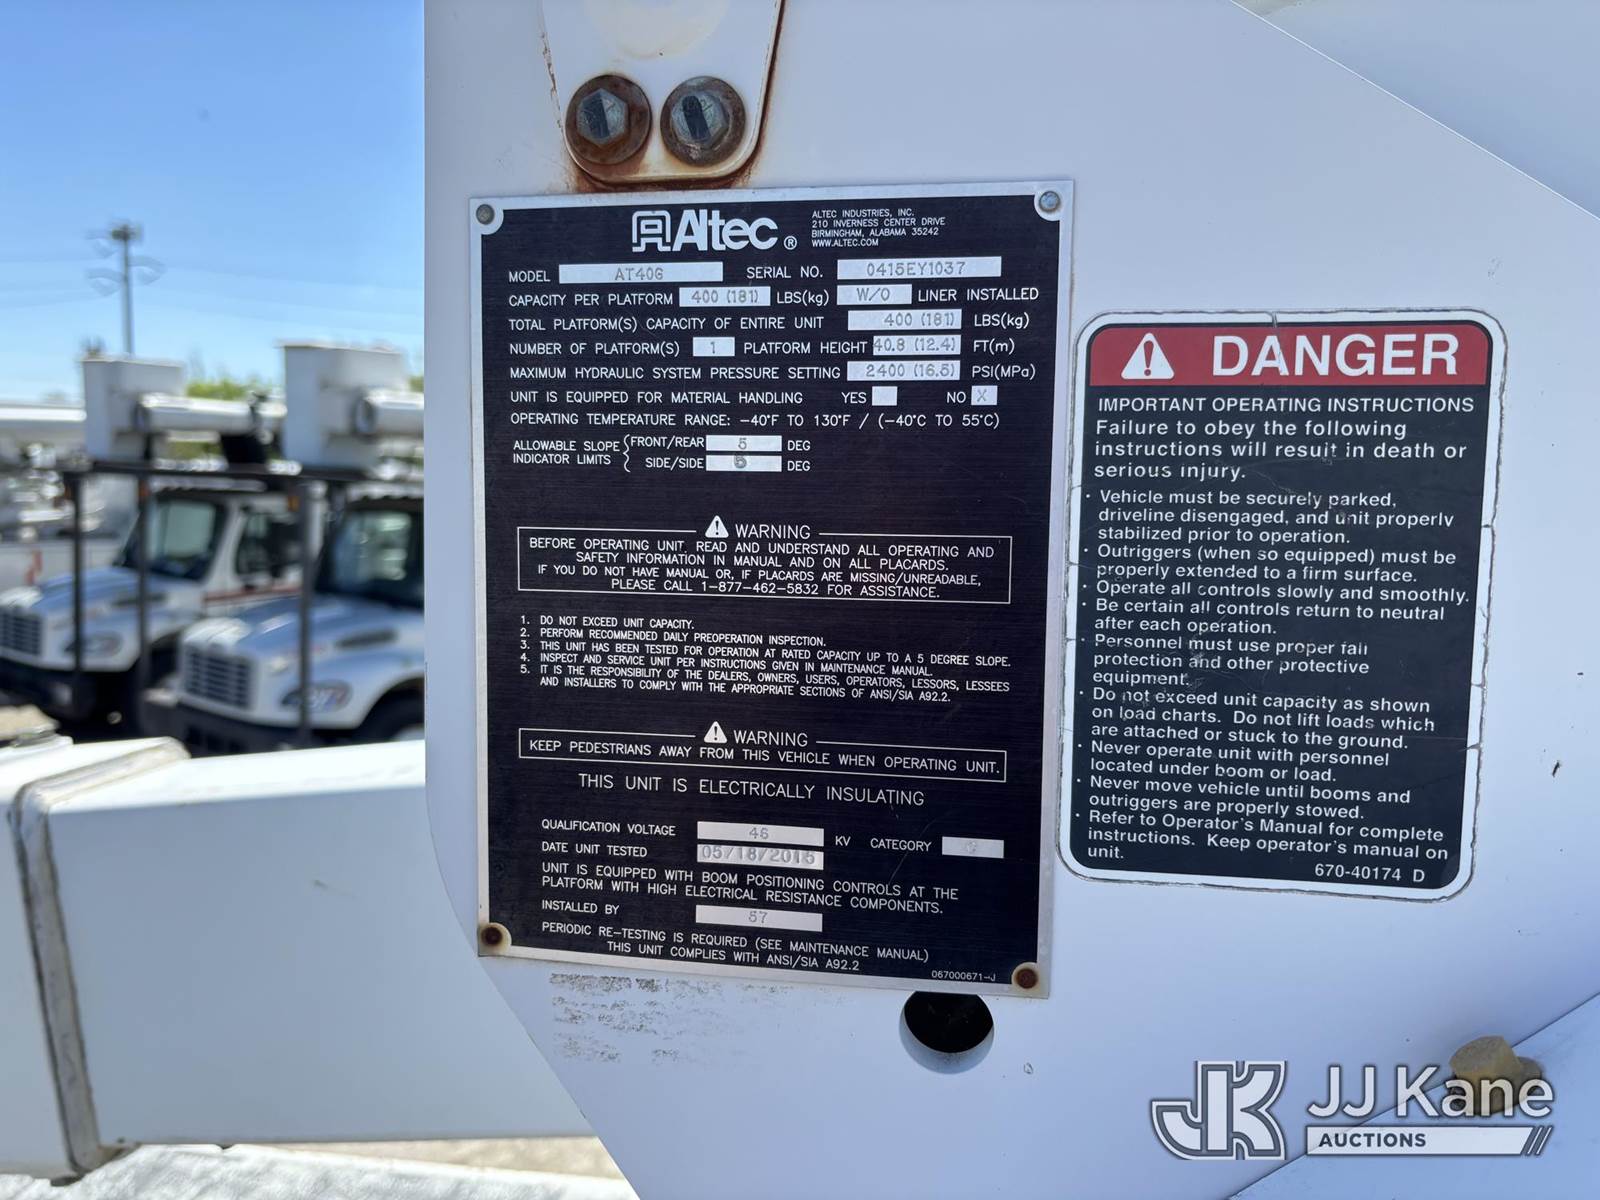 Altec®
ALTEC INDUSTRIES, INC.
210 INVERNESS CENTER DRIVE
BIRMINGHAM, ALABAMA 35242
WWW.ALTEC.COM
MODEL AT40G SERIAL NO. 0415EY1037
CAPACITY PER PLATFORM 400 (181) LBS(kg) W/O LINER INSTALLED
TOTAL PLATFORM(S) CAPACITY OF ENTIRE UNIT 400 (181) LBS(kg)
NUMBER OF PLATFORM(S) 1 PLATFORM HEIGHT 40.8 (12.4) FT(m)
MAXIMUM HYDRAULIC SYSTEM PRESSURE SETTING 2400 (16.5) PSI(MPa)
UNIT IS EQUIPPED FOR MATERIAL HANDLING YES NO X
OPERATING TEMPERATURE RANGE: -40°F TO 130°F / (-40°C TO 55°C)
ALLOWABLE SLOPE FRONT/REAR 5 DEG
INDICATOR LIMITS SIDE/SIDE 5 DEG
WARNING
BEFORE OPERATING UNIT, READ AND UNDERSTAND ALL OPERATING AND
SAFETY INFORMATION IN MANUAL AND ON ALL PLACARDS.
IF YOU DO NOT HAVE MANUAL OR, IF PLACARDS ARE MISSING/UNREADABLE,
PLEASE CALL 1-877-462-5832 FOR ASSISTANCE.
1. DO NOT EXCEED UNIT CAPACITY.
2. PERFORM RECOMMENDED DAILY PREOPERATION INSPECTION.
3. THIS UNIT HAS BEEN TESTED FOR OPERATION AT RATED CAPACITY UP TO A 5 DEGREE SLOPE.
4. INSPECT AND SERVICE UNIT PER INSTRUCTIONS GIVEN IN MAINTENANCE MANUAL.
5. IT IS THE RESPONSIBILITY OF THE DEALERS, OWNERS, USERS, OPERATORS, LESSORS, LESSEES
AND INSTALLERS TO COMPLY WITH THE APPROPRIATE SECTIONS OF ANSI/SIA A92.2.
WARNING
KEEP PEDESTRIANS AWAY FROM THIS VEHICLE WHEN OPERATING UNIT.
THIS UNIT IS ELECTRICALLY INSULATING
QUALIFICATION VOLTAGE 46 KV CATEGORY C
DATE UNIT TESTED 05/18/2015
UNIT IS EQUIPPED WITH BOOM POSITIONING CONTROLS AT THE
PLATFORM WITH HIGH ELECTRICAL RESISTANCE COMPONENTS.
INSTALLED BY 57
PERIODIC RE-TESTING IS REQUIRED (SEE MAINTENANCE MANUAL)
THIS UNIT COMPLIES WITH ANSI/SIA A92.2
067000671-J
DANGER
IMPORTANT OPERATING INSTRUCTIONS
Failure to obey the following
instructions will result in death or
serious injury.
· Vehicle must be securely parked,
driveline disengaged, and unit properly
stabilized prior to operation.
· Outriggers (when so equipped) must be
properly extended to a firm surface.
· Operate all controls slowly and smoothly.
· Be certain all controls return to neutral
after each operation.
· Personnel must use proper fall
protection and other protective
equipment.
· Do not exceed unit capacity as shown
on load charts. Do not lift loads which
are attached or stuck to the ground.
· Never operate unit with personnel
located under boom or load.
· Never move vehicle until booms and
outriggers are properly stowed.
· Refer to Operator's Manual for complete
instructions. Keep operator's manual on
unit.
670-40174 D
JK JJ Kane
AUCTIONS